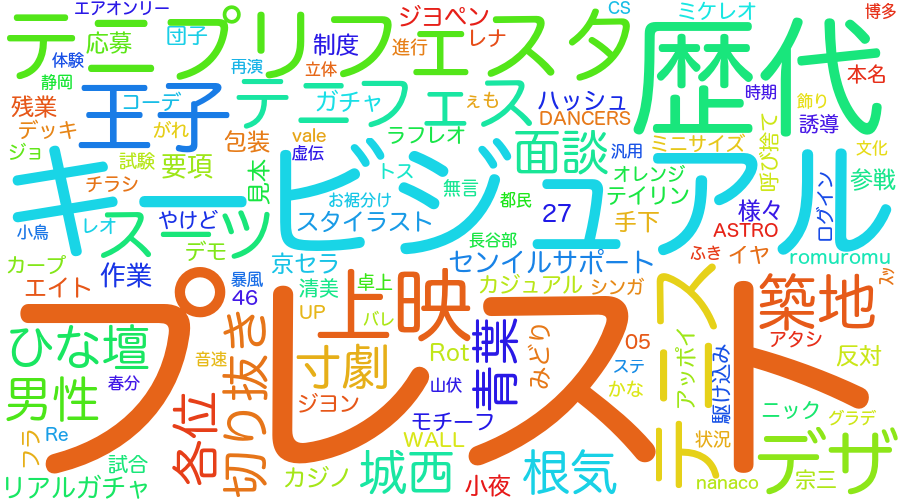 エアオンリー
ジヨペン
CS
ミケレオ
博多
テニプリフェスタ
応募
団子
制度
進行
レナ
歴代
体験
再演
立体
静岡
本名
残業
王子
コーデ
テニフェス
ガチャ
ぇも
ハッシュ
時期
飾り
デッキ
がれ
包装
vale
ラフレオ
DANCERS
誘導
ジョ
虚伝
面談
汎用
ミニサイズ
文化
試験
要項
見本
トス
チラシ
無言
オレンジ
呼び捨て
参戦
キービジュアル
お裾分け
都民
テイリン
レオ
やけど
スタイラスト
27
手下
様々
ログイン
小鳥
スーツ
長谷部
ASTRO
デモ
ふき
イヤ
カープ
作業
京セラ
センイルサポート
romuromu
ッ
エイト
暴風
46
清美
卓上
カジュアル
シンガ
プレスト
上映
UP
バレ
テニス
築地
ひな壇
切り抜き
青葉
みどり
05
アッポイ
アタシ
音速
寸劇
Rot
ステ
駆け込み
反対
春分
男性
山伏
かな
各位
ジヨン
モチーフ
ニック
グラデ
フラ
Re
WALL
状況
デザ
試合
リアルガチャ
カジノ
城西
小夜
根気
nanaco
宗三